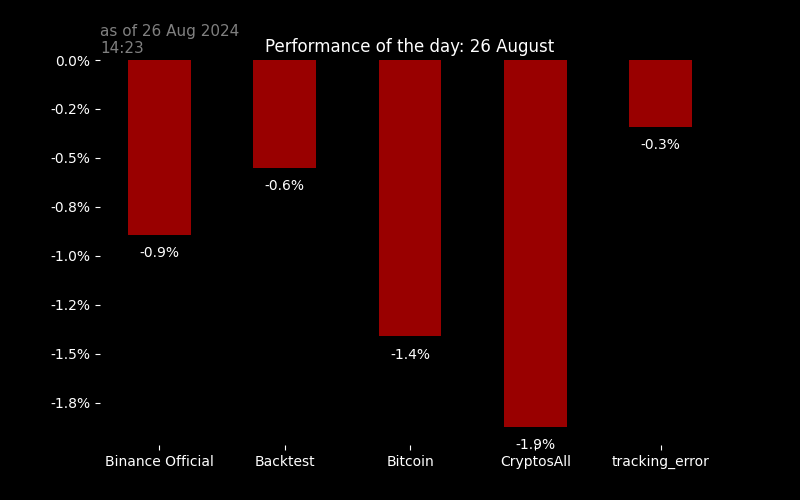 as of 26 Aug 2024
14:23
Performance of the day: 26 August
0.0%
-0.2%
-0.5%
-0.8%
-1.0%
-1.2%
-1.5%
-1.8%
-0.9%
-0.6%
-1.4%
-1.9%
-0.3%
Binance Official
Backtest
Bitcoin
CryptosAll
tracking_error